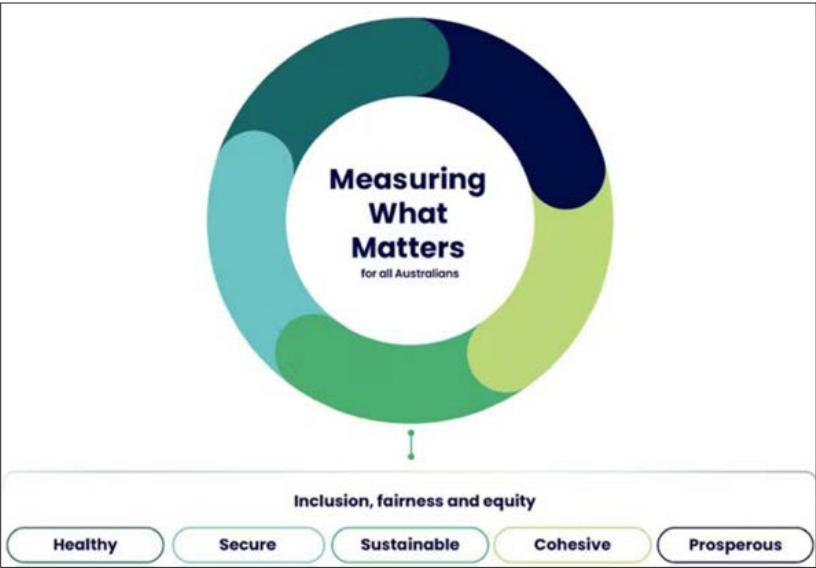 Measuring
What
Matters
for all Australians
Inclusion, fairness and equity
Healthy
Secure
Sustainable
Cohesive
Prosperous